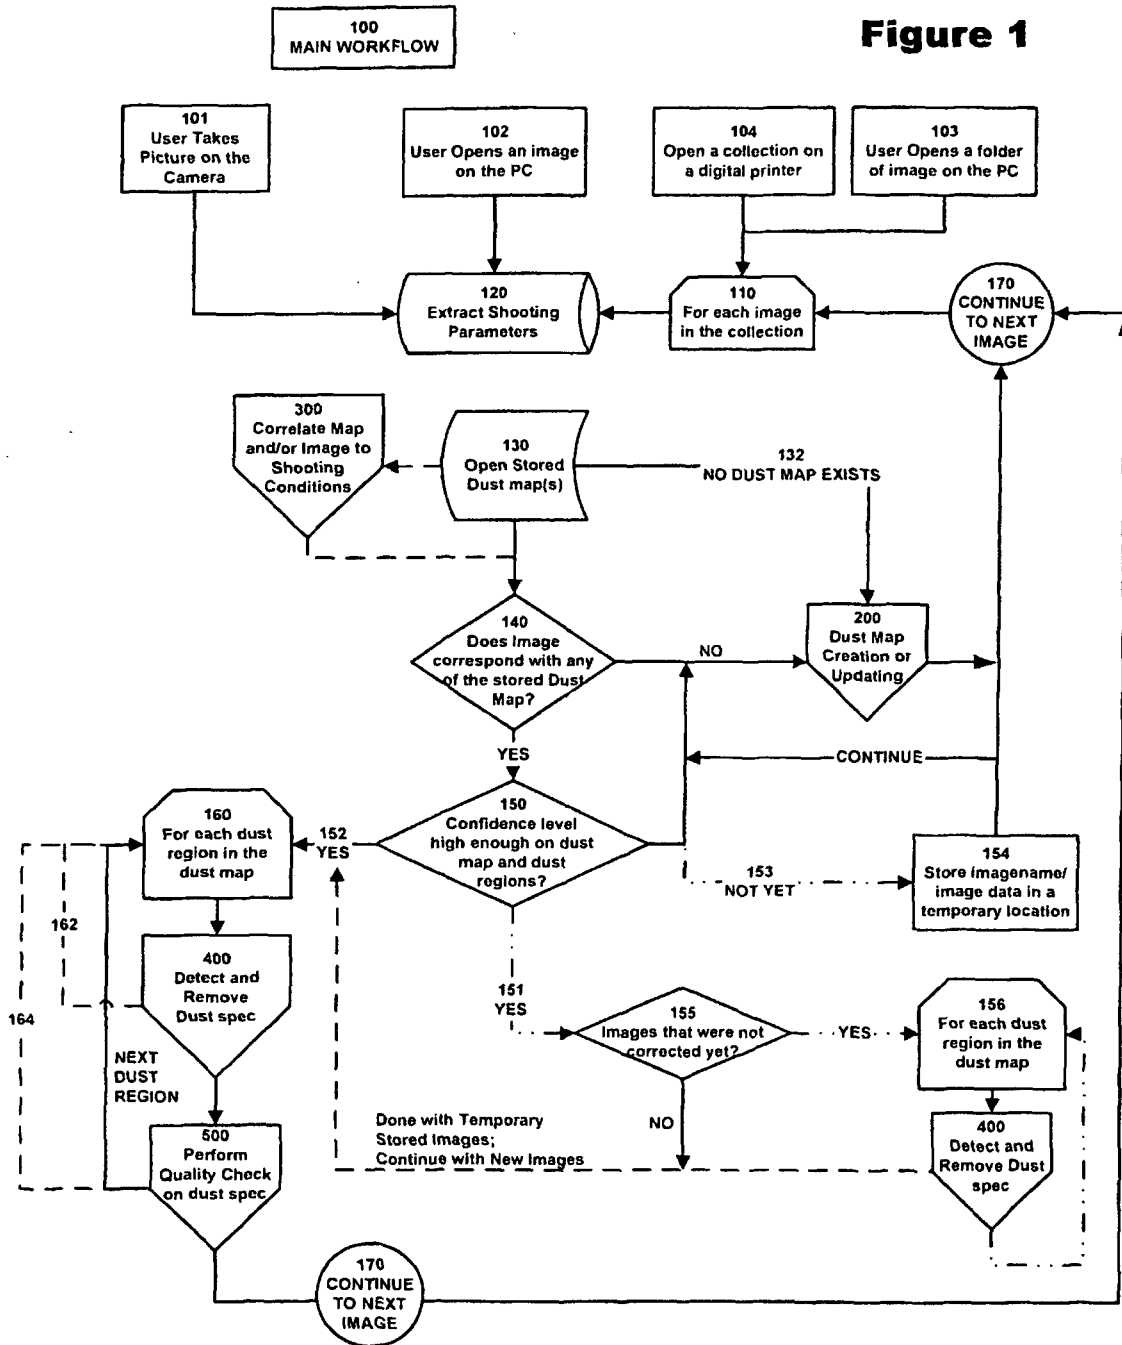 Figure 1
100
MAIN WORKFLOW
101
User Takes
Picture on the
Camera
102
User Opens an image
on the PC
104
Open a collection on
a digital printer
103
User Opens a folder
of image on the PC
120
Extract Shooting
Parameters
110
For each image
in the collection
170
CONTINUE
TO NEXT
IMAGE
300
Correlate Map
and/or Image to
Shooting
Conditions
130
Open Stored
Dust map(s)
132
NO DUST MAP EXISTS
140
Does Image
correspond with any
of the stored Dust
Map?
NO
200
Dust Map
Creation or
Updating
YES
CONTINUE
150
Confidence level
high enough on dust
map and dust
regions?
152
YES
160
For each dust
region in the
dust map
153
NOT YET
154
Store imagename/
image data in a
temporary location
162
400
Detect and
Remove
Dust spec
164
151
YES
155
Images that were not
corrected yet?
YES
156
For each dust
region in the
dust map
NEXT
DUST
REGION
NO
Done with Temporary
Stored Images;
Continue with New Images
400
Detect and
Remove Dust
spec
500
Perform
Quality Check
on dust spec
170
CONTINUE
TO NEXT
IMAGE